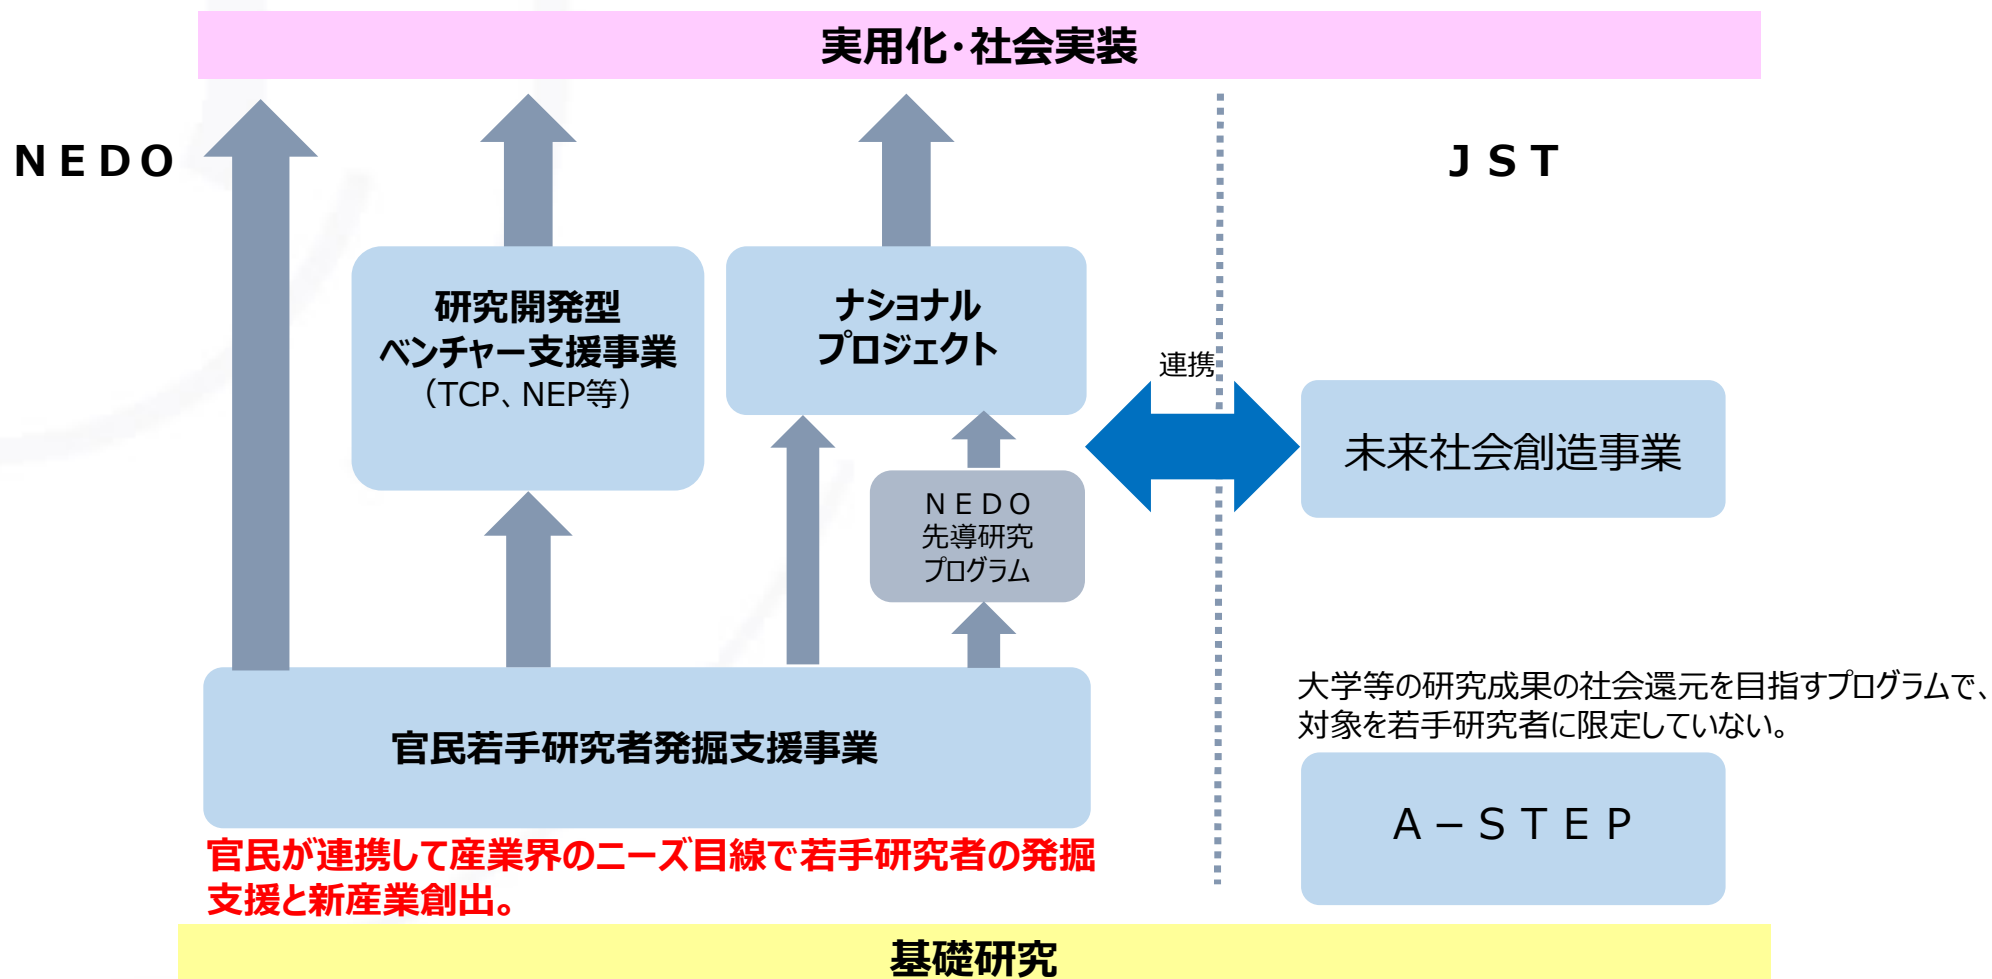 実用化・社会実装
NEDO
JST
研究開発型
ベンチャー支援事業
（TCP、NEP等）
ナショナル
プロジェクト
連携
未来社会創造事業
NEDO
先導研究
プログラム
大学等の研究成果の社会還元を目指すプログラムで、
対象を若手研究者に限定していない。
官民若手研究者発掘支援事業
A－STEP
官民が連携して産業界のニーズ目線で若手研究者の発掘
支援と新産業創出。
基礎研究